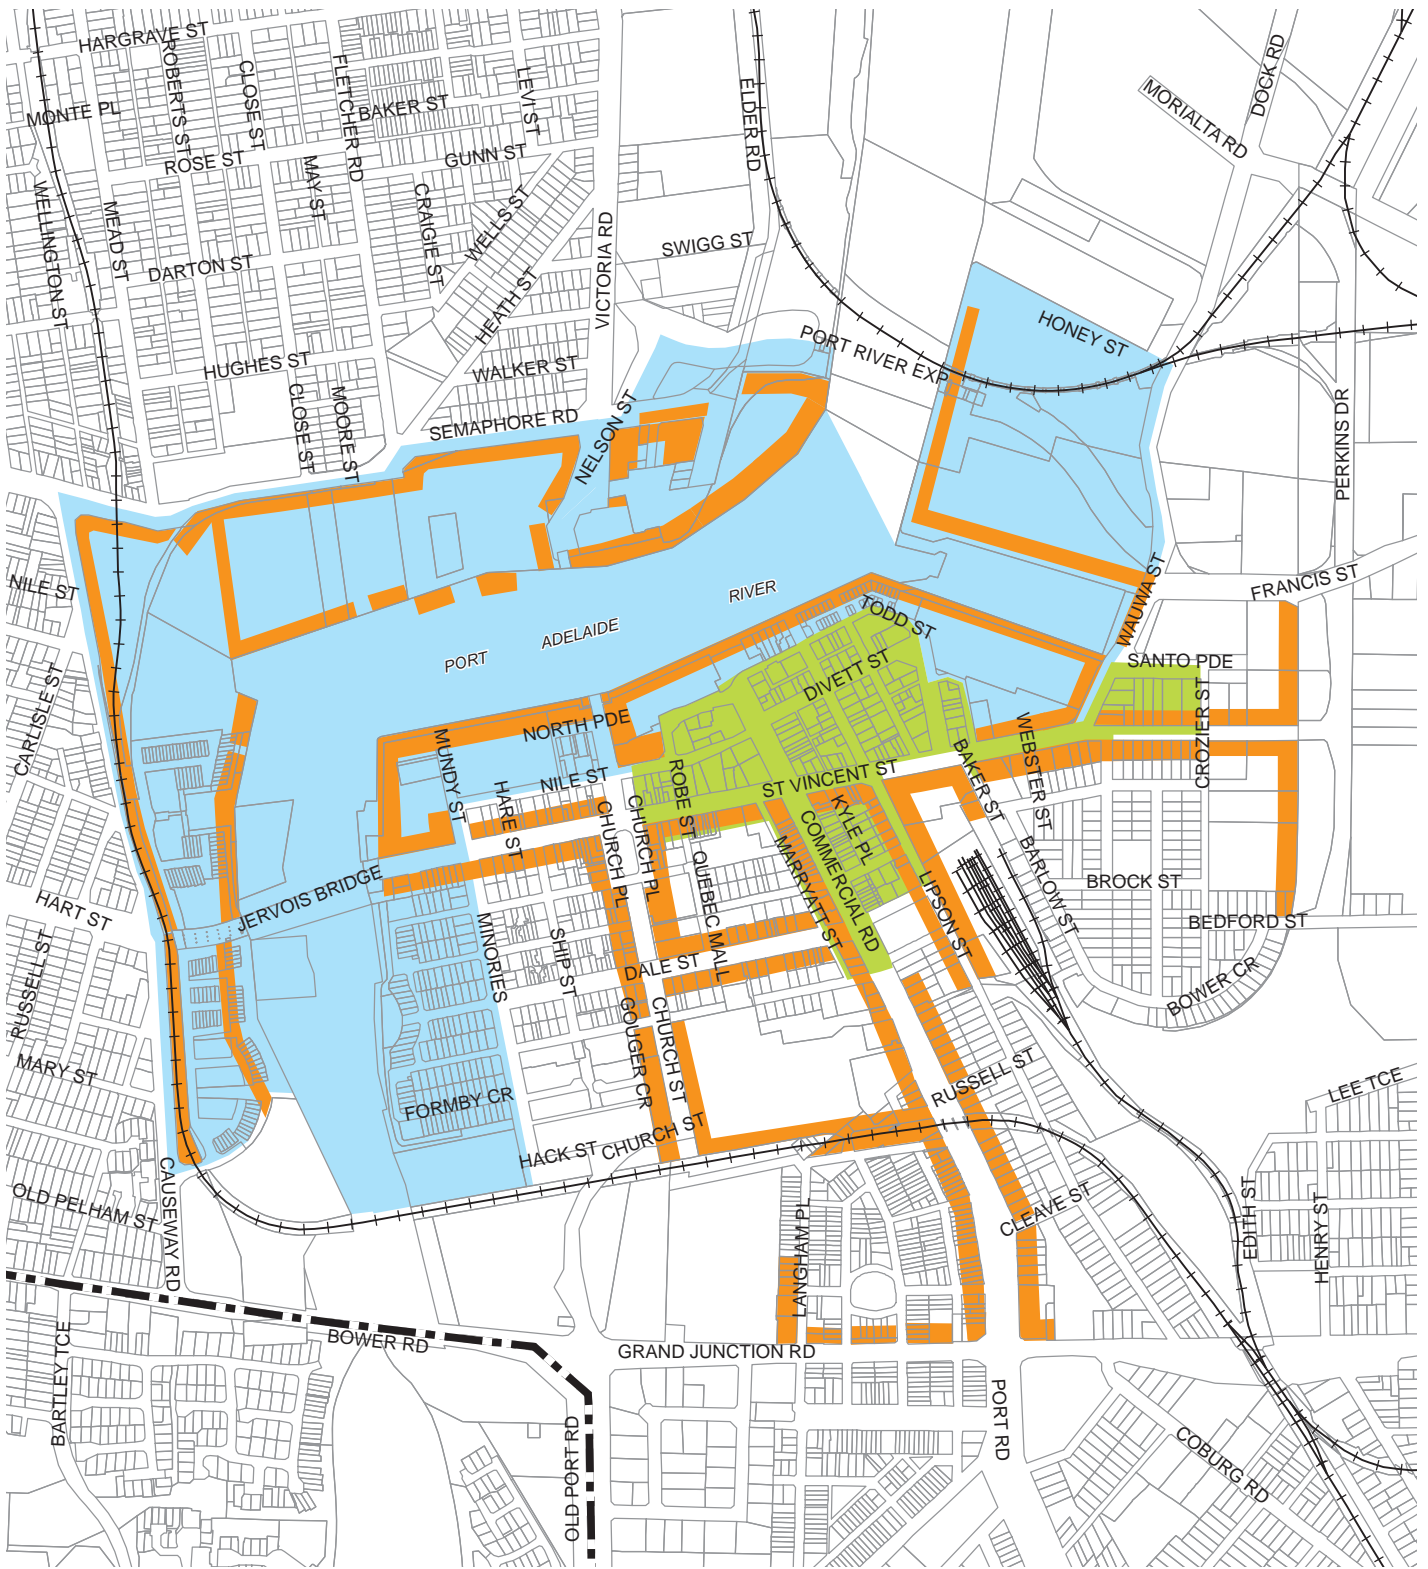 HARGRAVE ST
ROBERTS ST
CLOSE ST
FLETCHER RD
LEVI ST
ELDER RD
DOCK RD
MORIALTA RD
MONTE PL
BAKER ST
ROSE ST
GUNN ST
MAY ST
WELLINGTON ST
MEAD ST
CRAIGIE ST
WELLS ST
VICTORIA RD
SWIGG ST
DARTON ST
HEATH ST
HONEY ST
PORT RIVER EXP
HUGHES ST
WALKER ST
CLOSE ST
MOORE ST
SEMAPHORE RD
NELSON ST
PERKINS DR
NILE ST
FRANCIS ST
WAUWA ST
RIVER
ADELAIDE
PORT
TODD ST
SANTO PDE
DIVETT ST
CROZIER ST
CARLISLE ST
NORTH PDE
MUNDY ST
WEBSTER ST
BAKER ST
NILE ST
HARE ST
ROBE ST
ST VINCENT ST
CHURCH PL
CHURCH PL
KYLE PL
COMMERCIAL RD
MARRYATT ST
QUEBEC MALL
LIPSON ST
BARLOW ST
BROCK ST
BEDFORD ST
HART ST
JERVOIS BRIDGE
RUSSELL ST
MINORIES
SHIP ST
DALE ST
BOWER CR
GOUGER CR
CHURCH ST
MARY ST
FORMBY CR
RUSSELL ST
LEE TCE
HACK ST
CHURCH ST
CAUSEWAY RD
OLD PELHAM ST
LANGHAM PL
CLEAVE ST
EDITH ST
HENRY ST
BARTLEY TCE
BOWER RD
GRAND JUNCTION RD
OLD PORT RD
PORT RD
COBURG RD